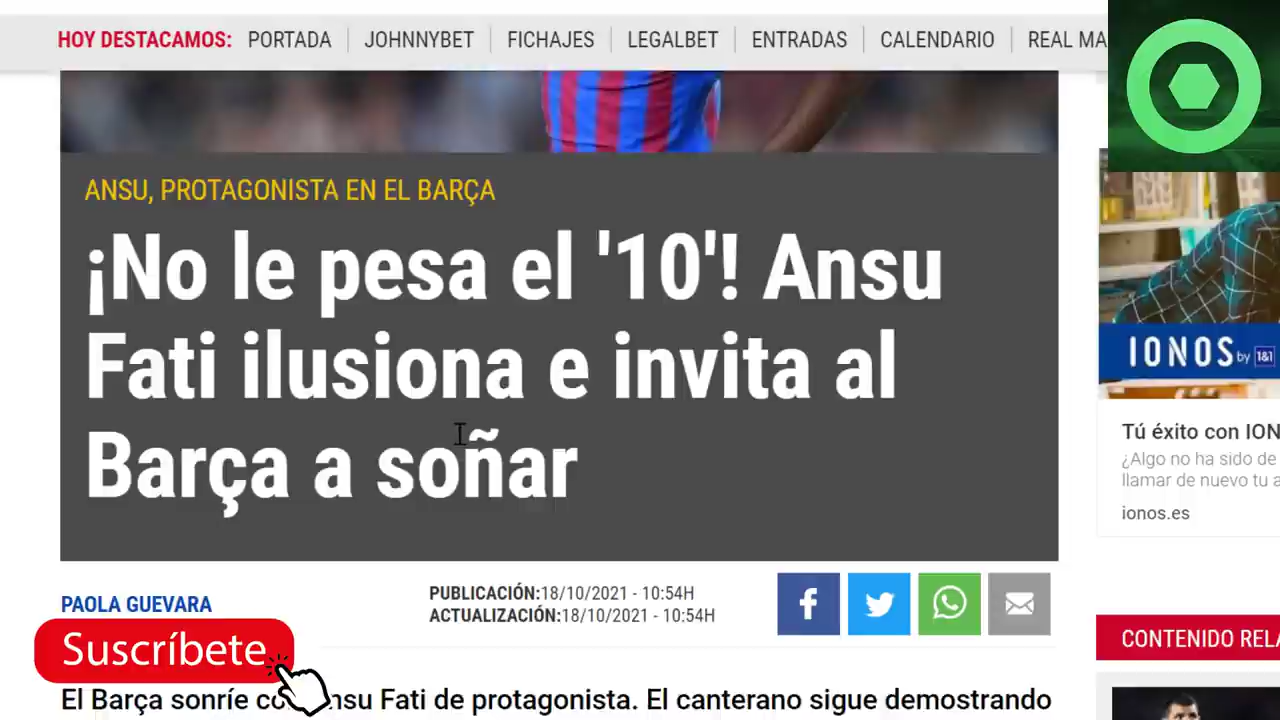 HOY DESTACAMOS: PORTADA JOHNNYBET FICHAJES LEGALBET ENTRADAS CALENDARIO REAL MA
ANSU, PROTAGONISTA EN EL BARÇA
¡No le pesa el '10'! Ansu
Fati ilusiona e invita al
Barça a soñar
IONOS by 1&1
Tú éxito con ION
¿Algo no ha sido de
llamar de nuevo tu a
ionos.es
PAOLA GUEVARA
PUBLICACIÓN:18/10/2021 - 10:54H
ACTUALIZACIÓN:18/10/2021 - 10:54H
CONTENIDO RELA
Suscríbete
El Barça sonríe co nsu Fati de protagonista. El canterano sigue demostrando